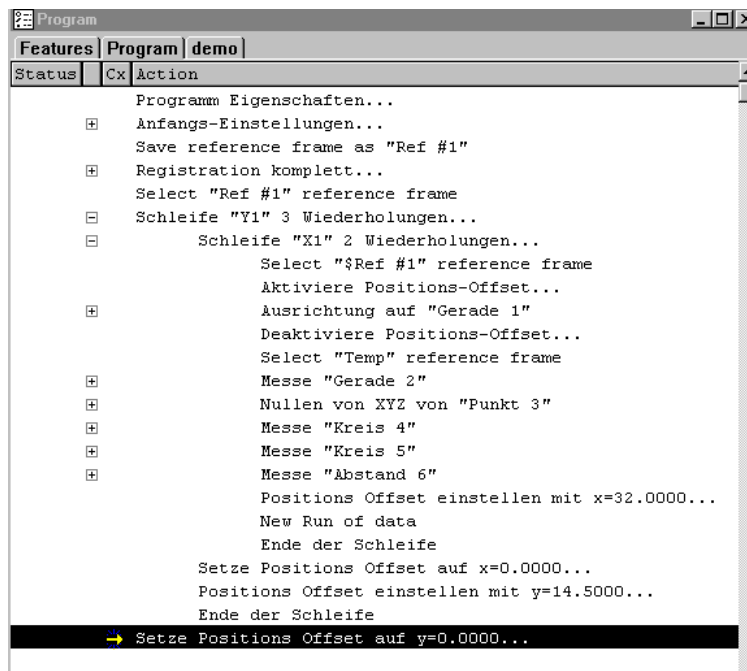 Program
Features Program demo
Status Cx Action
Programm Eigenschaften...
Anfangs-Einstellungen...
Save reference frame as "Ref #1"
Registration komplett...
Select "Ref #1" reference frame
Schleife "Y1" 3 Wiederholungen...
Schleife "X1" 2 Wiederholungen...
Select "$Ref #1" reference frame
Aktiviere Positions-Offset...
Ausrichtung auf "Gerade 1"
Deaktiviere Positions-Offset...
Select "Temp" reference frame
Messe "Gerade 2"
Nullen von XYZ von "Punkt 3"
Messe "Kreis 4"
Messe "Kreis 5"
Messe "Abstand 6"
Positions Offset einstellen mit x=32.0000...
New Run of data
Ende der Schleife
Setze Positions Offset auf x=0.0000...
Positions Offset einstellen mit y=14.5000...
Ende der Schleife
Setze Positions Offset auf y=0.0000...